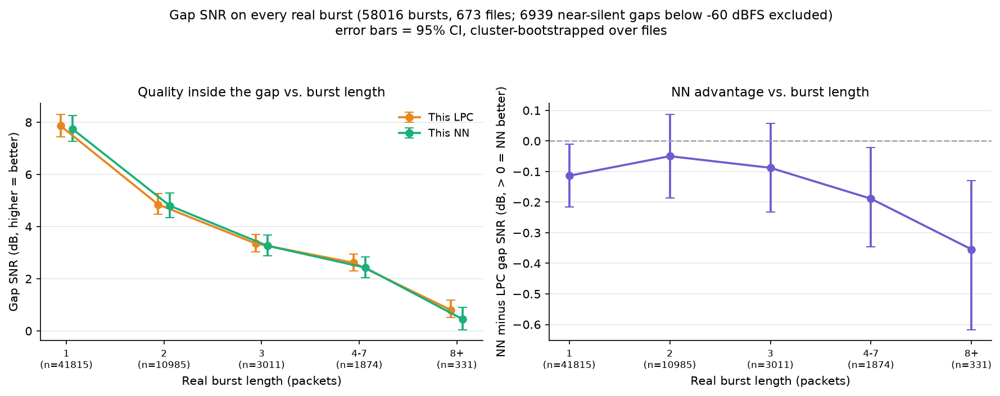 Gap SNR on every real burst (58016 bursts, 673 files; 6939 near-silent gaps below -60 dBFS excluded)
error bars = 95% CI, cluster-bootstrapped over files
Quality inside the gap vs. burst length
Gap SNR (dB, higher = better)
8
6
4
2
0
This LPC
This NN
1
(n=41815)
2
(n=10985)
3
(n=3011)
4-7
(n=1874)
8+
(n=331)
Real burst length (packets)
NN advantage vs. burst length
NN minus LPC gap SNR (dB, > 0 = NN better)
0.1
0.0
−0.1
−0.2
−0.3
−0.4
−0.5
−0.6
1
(n=41815)
2
(n=10985)
3
(n=3011)
4-7
(n=1874)
8+
(n=331)
Real burst length (packets)